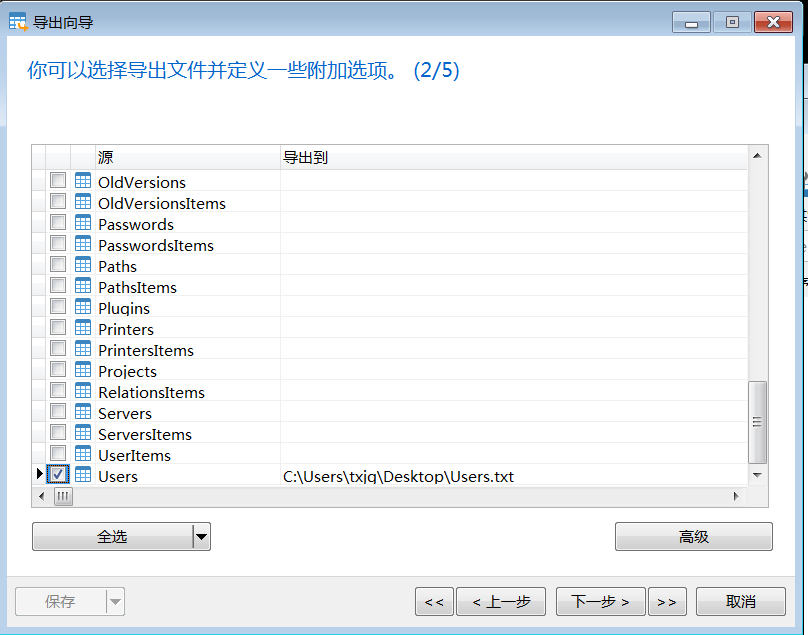 导出向导
你可以选择导出文件并定义一些附加选项。 (2/5)
源 导出到
OldVersions
OldVersionsItems
Passwords
PasswordsItems
Paths
PathsItems
Plugins
Printers
PrintersItems
Projects
RelationsItems
Servers
ServersItems
UserItems
Users C:\Users\txjq\Desktop\Users.txt
全选 高级
保存 << < 上一步 下一步 > >> 取消